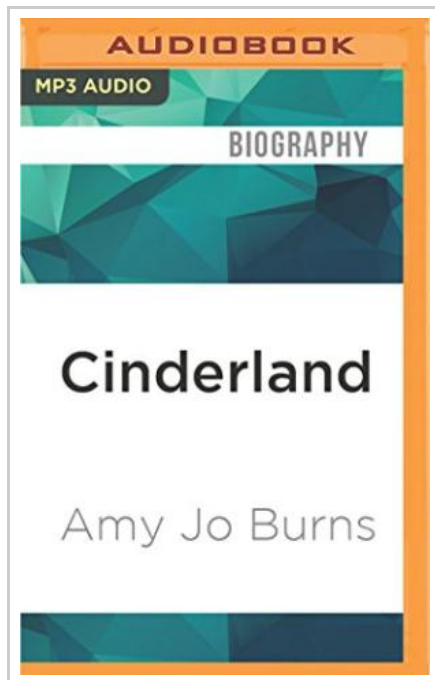 AUDIOBOOK
MP3 AUDIO
BIOGRAPHY
Cinderland
Amy Jo Burns